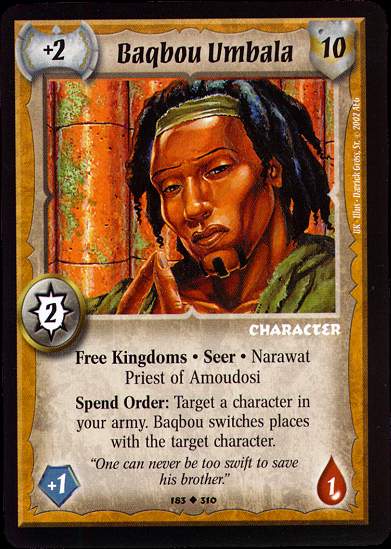 +2
Baqbou Umbala
10
UK • Illus • Derrick Gross, Sr. © 2002 AEG
2
CHARACTER
Free Kingdoms • Seer • Narawat
Priest of Amoudosi
Spend Order: Target a character in
your army. Baqbou switches places
with the target character.
"One can never be too swift to save
his brother."
+1
183 ◆ 310
1